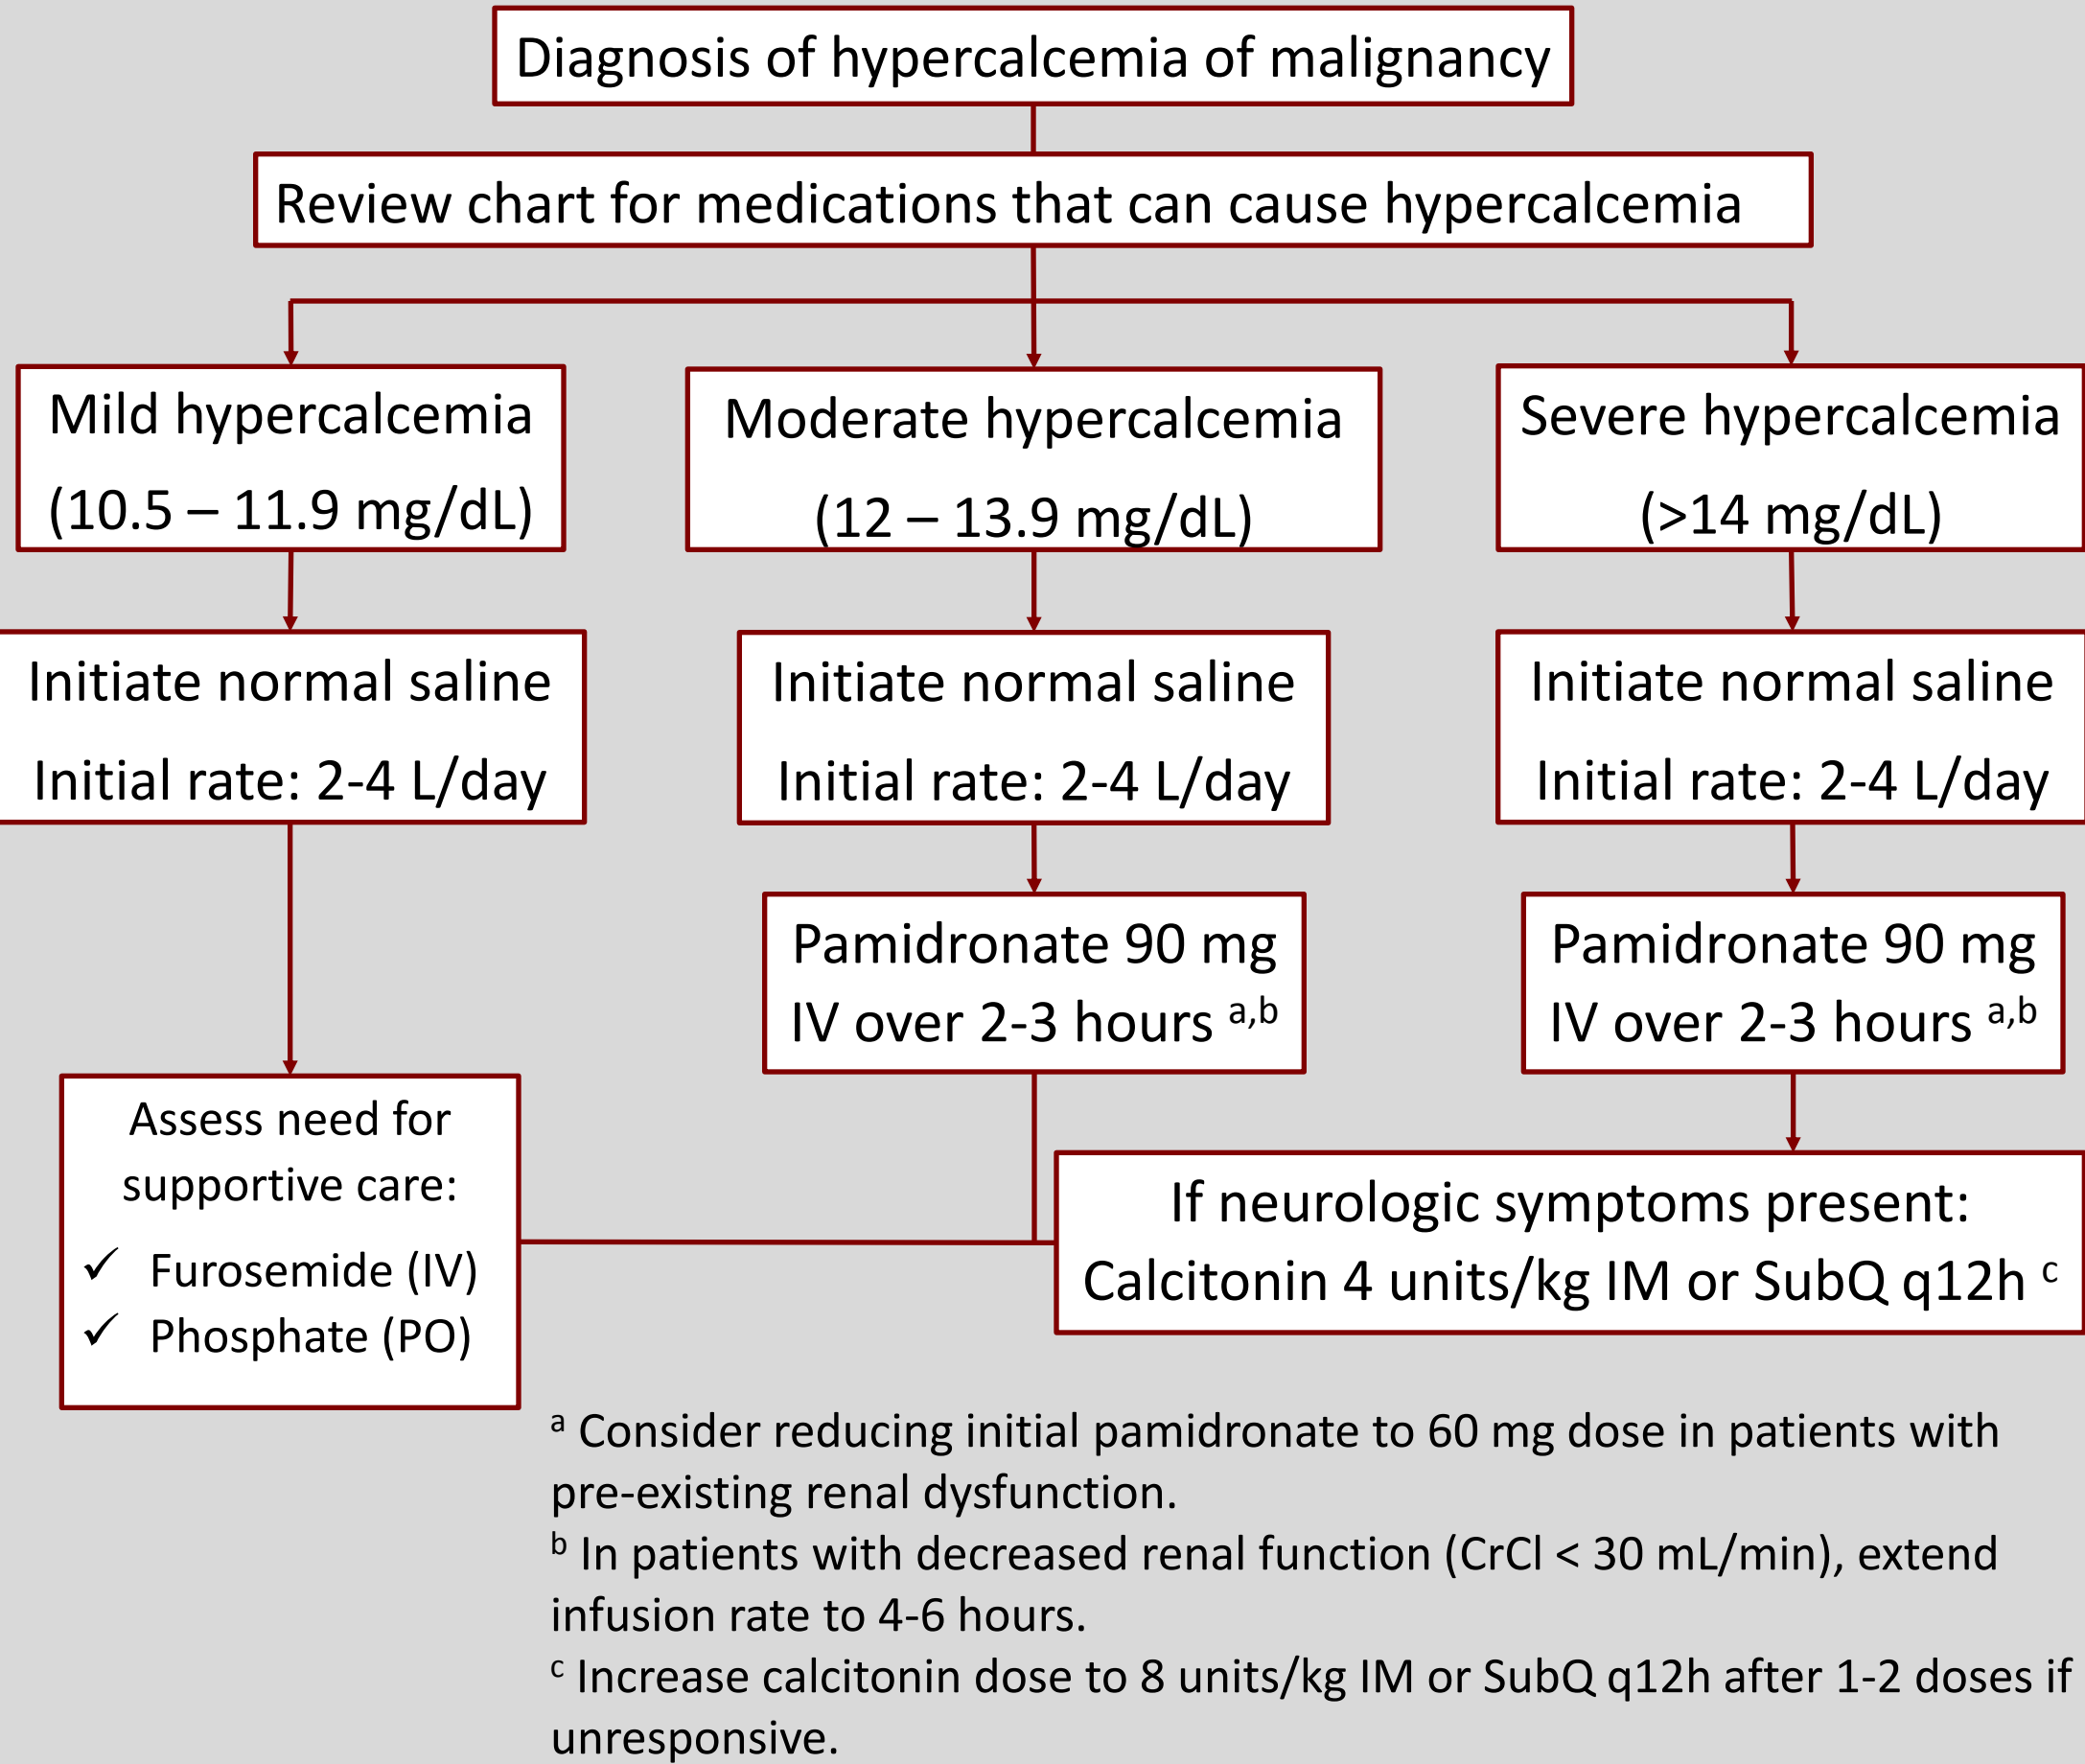 Diagnosis of hypercalcemia of malignancy
Review chart for medications that can cause hypercalcemia
Mild hypercalcemia
(10.5 – 11.9 mg/dL)
Moderate hypercalcemia
(12 – 13.9 mg/dL)
Severe hypercalcemia
(>14 mg/dL)
Initiate normal saline
Initial rate: 2-4 L/day
Initiate normal saline
Initial rate: 2-4 L/day
Initiate normal saline
Initial rate: 2-4 L/day
Pamidronate 90 mg
IV over 2-3 hours a,b
Pamidronate 90 mg
IV over 2-3 hours a,b
Assess need for
supportive care:
✓ Furosemide (IV)
✓ Phosphate (PO)
If neurologic symptoms present:
Calcitonin 4 units/kg IM or SubQ q12h c
a Consider reducing initial pamidronate to 60 mg dose in patients with
pre-existing renal dysfunction.
b In patients with decreased renal function (CrCl < 30 mL/min), extend
infusion rate to 4-6 hours.
c Increase calcitonin dose to 8 units/kg IM or SubQ q12h after 1-2 doses if
unresponsive.